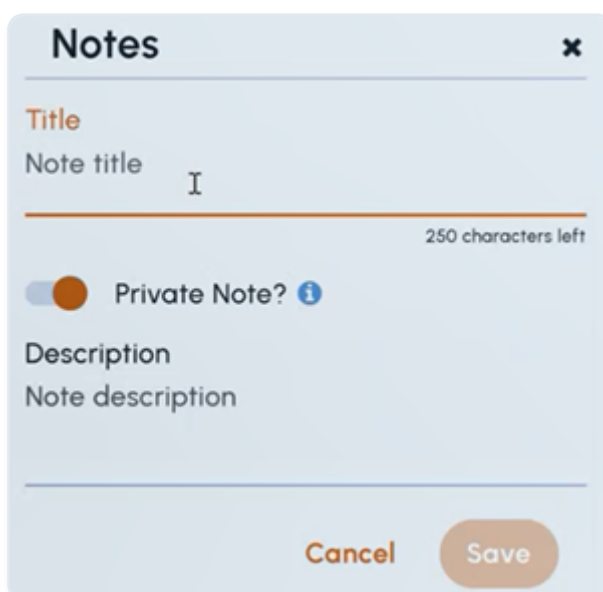 Notes
Title
Note title
250 characters left
Private Note?
Description
Note description
Cancel Save